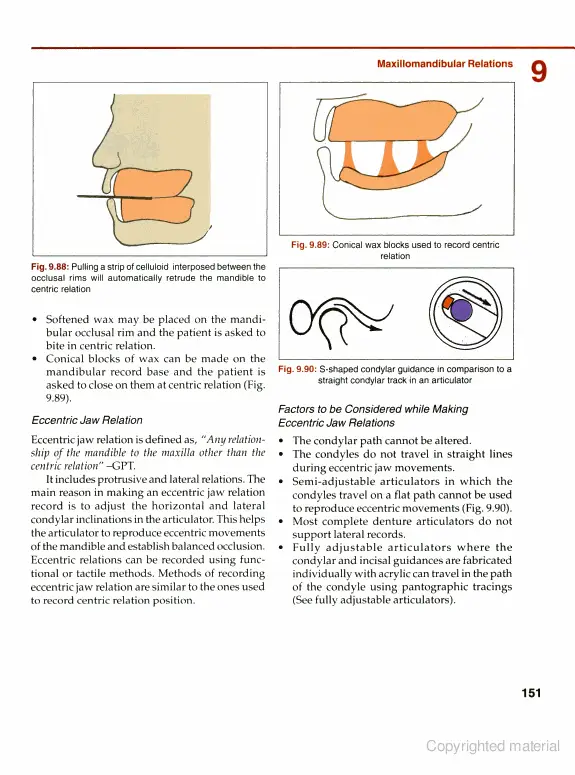 Maxillomandibular Relations
9
Fig. 9.88: Pulling a strip of celluloid interposed between the
occlusal rims will automatically retrude the mandible to
centric relation
• Softened wax may be placed on the mandi-
bular occlusal rim and the patient is asked to
bite in centric relation.
• Conical blocks of wax can be made on the
mandibular record base and the patient is
asked to close on them at centric relation (Fig.
9.89).
Eccentric Jaw Relation
Eccentric jaw relation is defined as, "Any relation-
ship of the mandible to the maxilla other than the
centric relation" –GPT.
It includes protrusive and lateral relations. The
main reason in making an eccentric jaw relation
record is to adjust the horizontal and lateral
condylar inclinations in the articulator. This helps
the articulator to reproduce eccentric movements
of the mandible and establish balanced occlusion.
Eccentric relations can be recorded using func-
tional or tactile methods. Methods of recording
eccentric jaw relation are similar to the ones used
to record centric relation position.
Fig. 9.89: Conical wax blocks used to record centric
relation
Fig. 9.90: S-shaped condylar guidance in comparison to a
straight condylar track in an articulator
Factors to be Considered while Making
Eccentric Jaw Relations
• The condylar path cannot be altered.
• The condyles do not travel in straight lines
during eccentric jaw movements.
• Semi-adjustable articulators in which the
condyles travel on a flat path cannot be used
to reproduce eccentric movements (Fig. 9.90).
• Most complete denture articulators do not
support lateral records.
• Fully adjustable articulators where the
condylar and incisal guidances are fabricated
individually with acrylic can travel in the path
of the condyle using pantographic tracings
(See fully adjustable articulators).
151
Copyrighted material